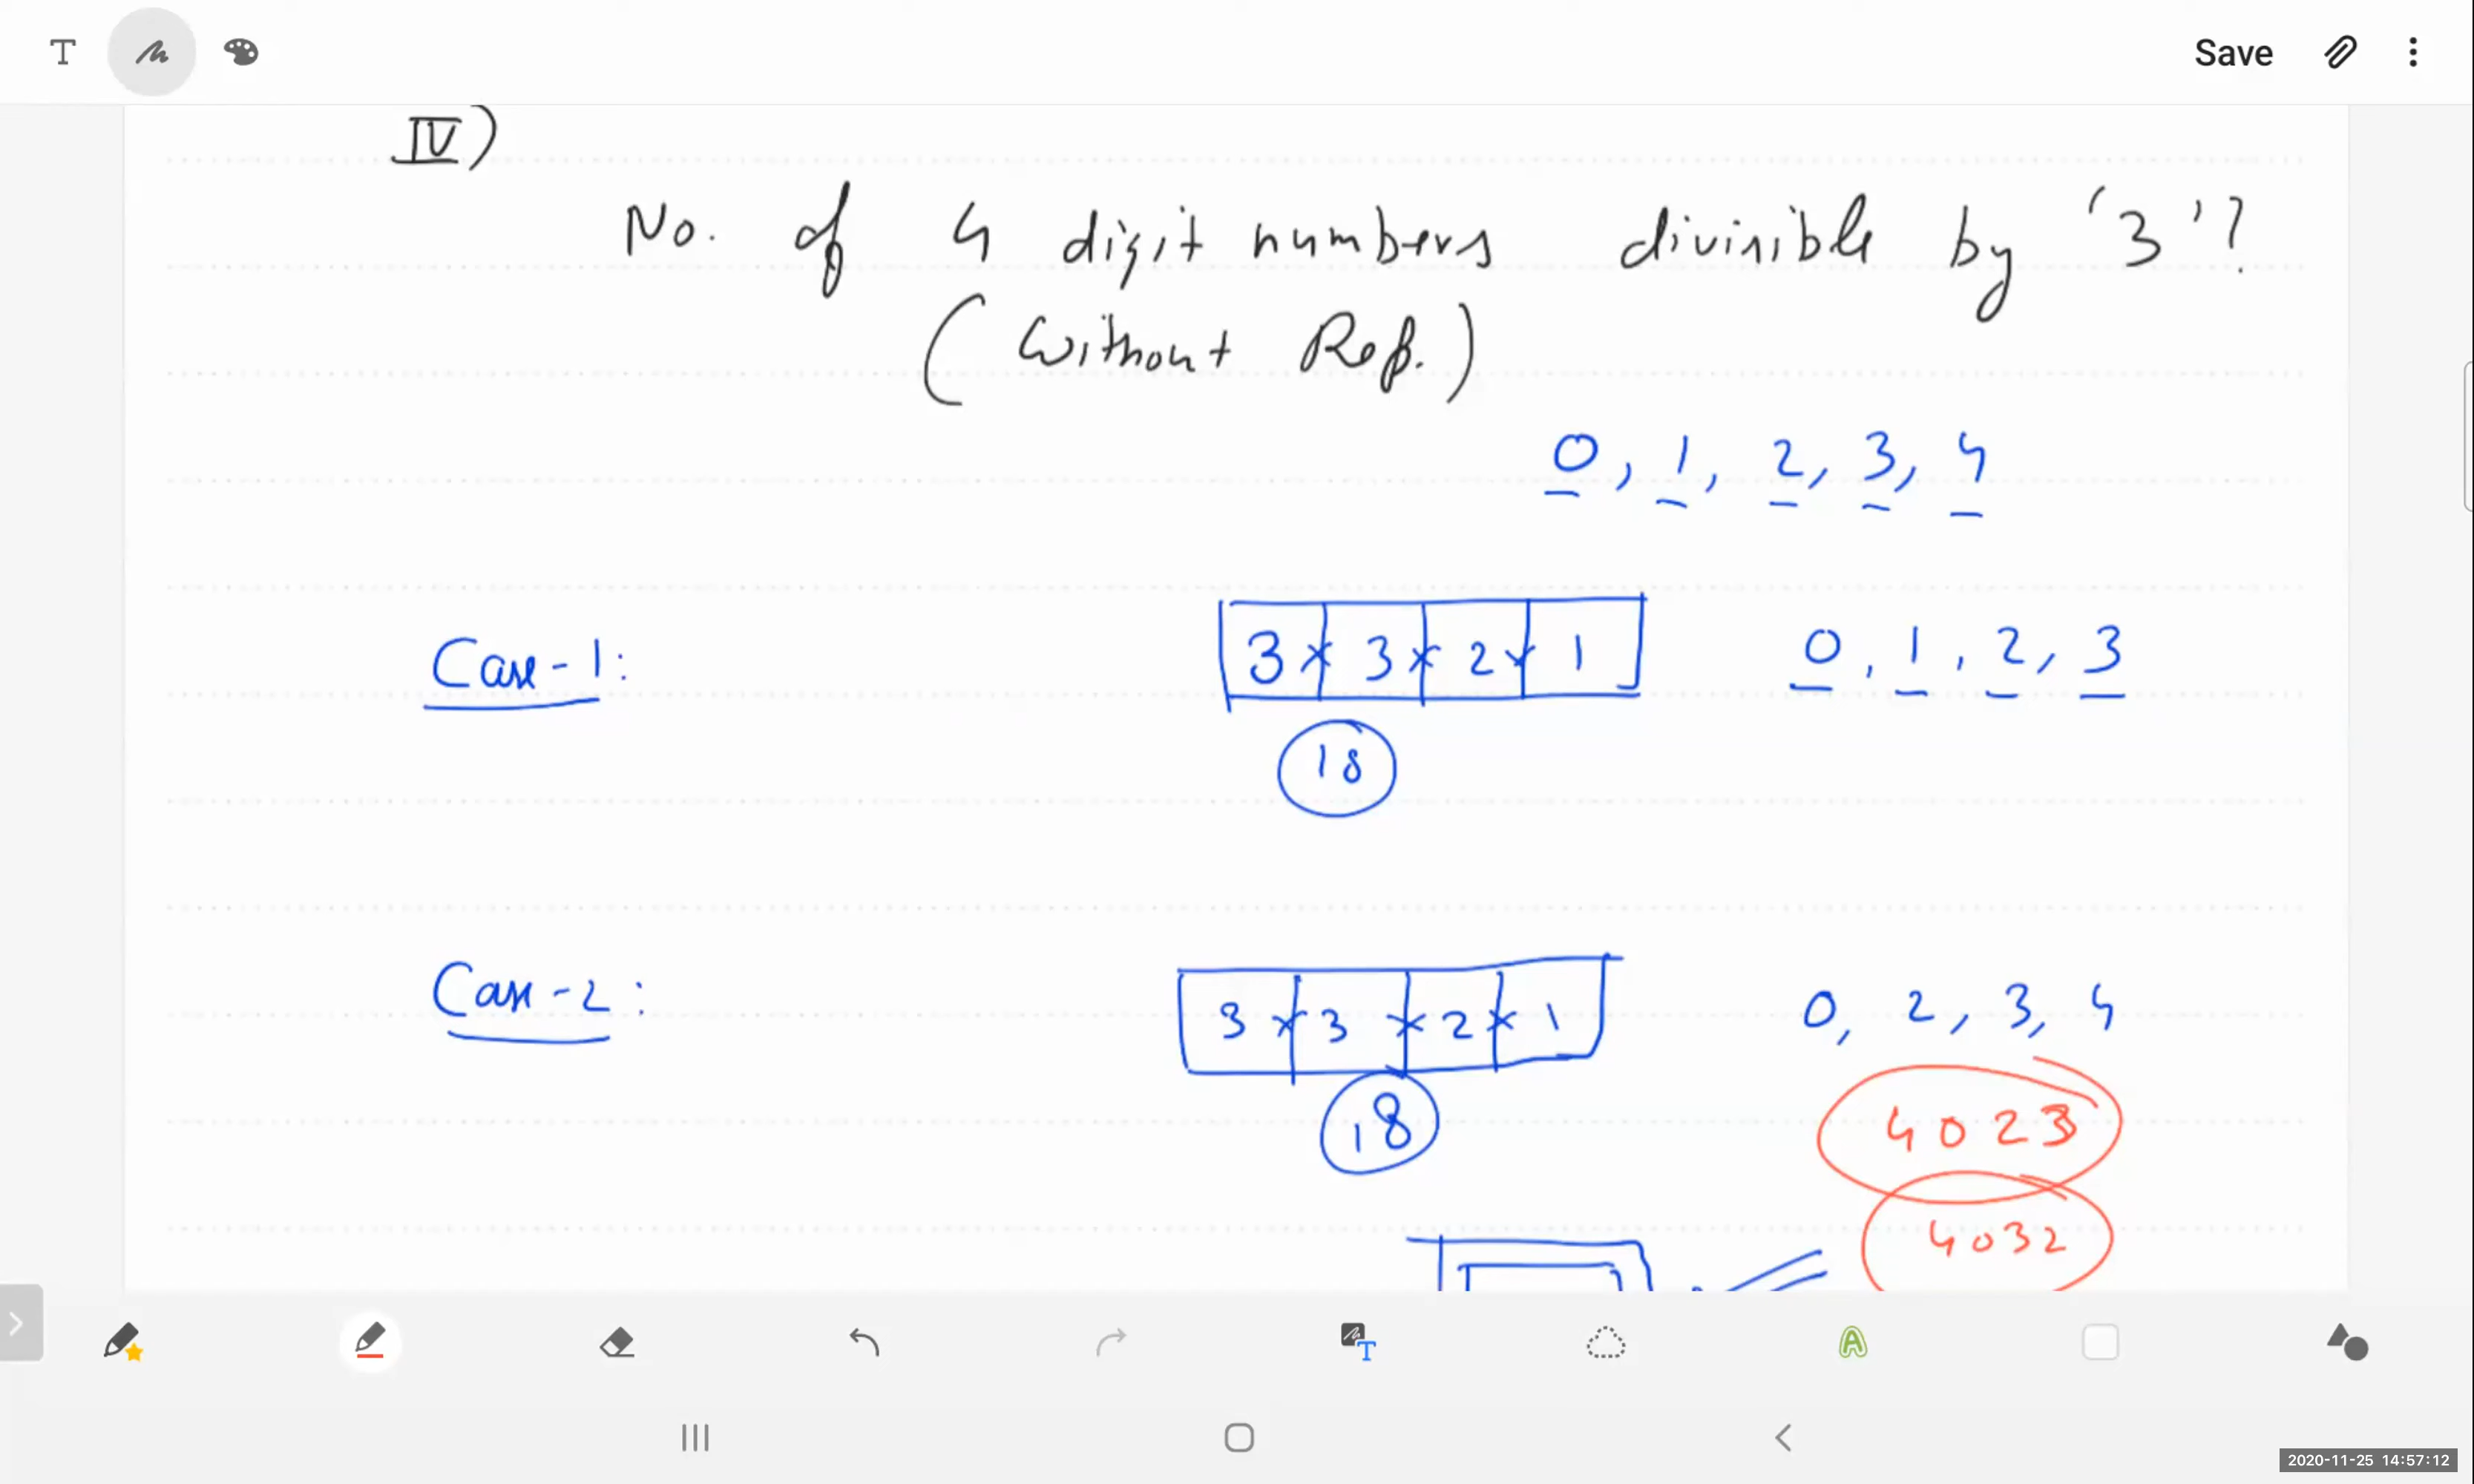 T Save
IV)
No. of 4 digit numbers divisible by '3'?
(Without Rep.)
0, 1, 2, 3, 4
Case-1: 3 × 3 × 2 × 1 0, 1, 2, 3
18
Case-2: 3 × 3 × 2 × 1 0, 2, 3, 4
18 4023
4032
T A
2020-11-25 14:57:12